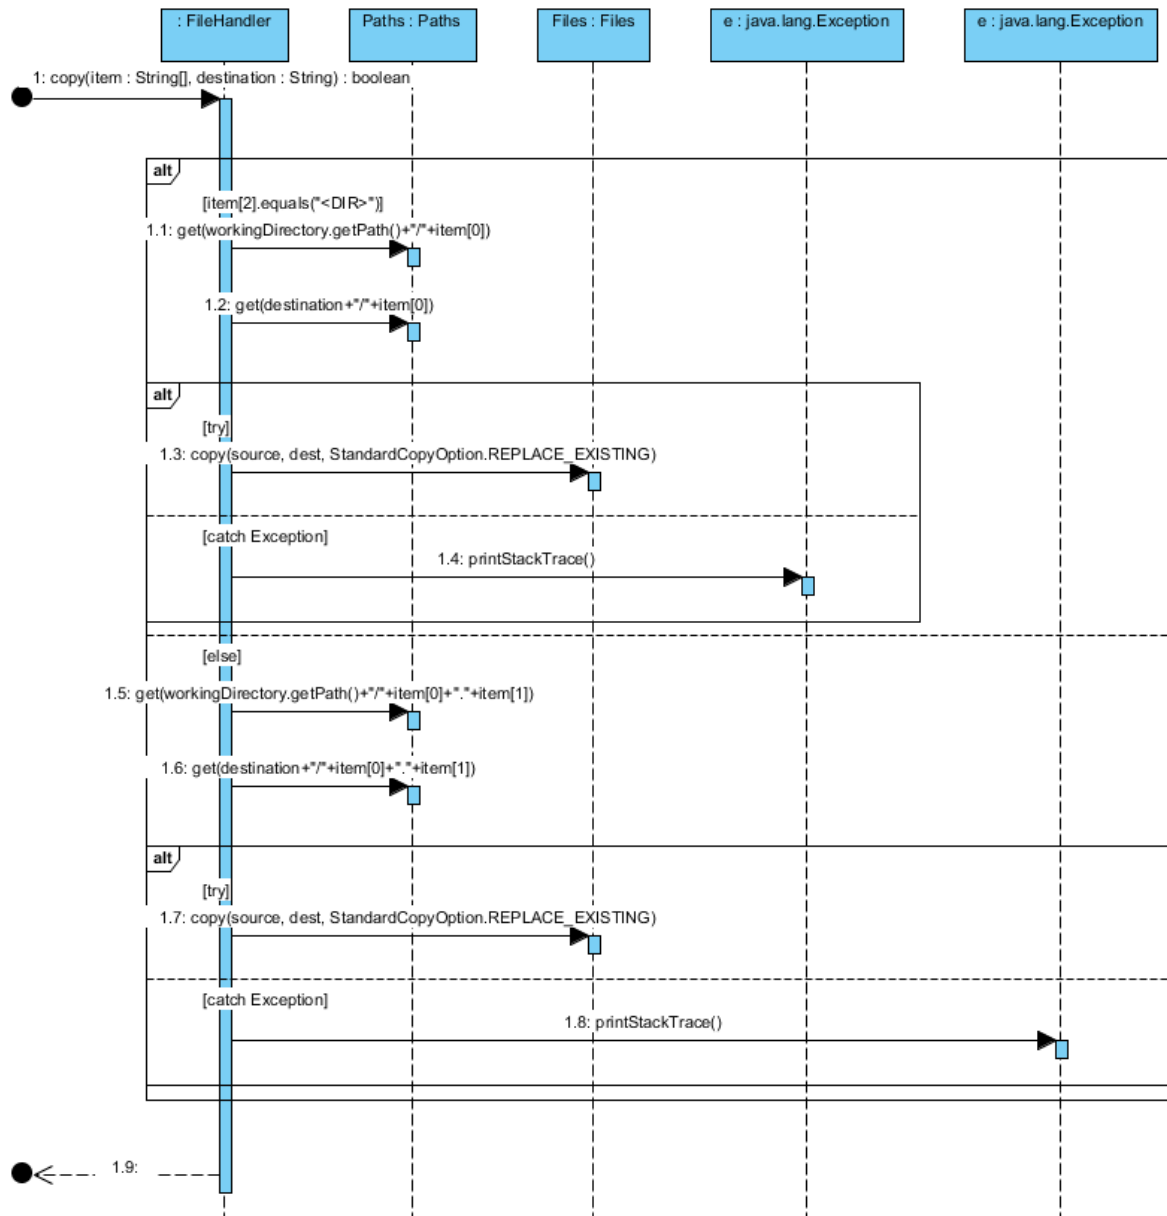 : FileHandler
Paths : Paths
Files : Files
e : java.lang.Exception
e : java.lang.Exception
1: copy(item : String[], destination : String) : boolean
alt
[item[2].equals("<DIR>")]
1.1: get(workingDirectory.getPath()+"/"+item[0])
1.2: get(destination+"/"+item[0])
alt
[try]
1.3: copy(source, dest, StandardCopyOption.REPLACE_EXISTING)
[catch Exception]
1.4: printStackTrace()
[else]
1.5: get(workingDirectory.getPath()+"/"+item[0]+"."+item[1])
1.6: get(destination+"/"+item[0]+"."+item[1])
alt
[try]
1.7: copy(source, dest, StandardCopyOption.REPLACE_EXISTING)
[catch Exception]
1.8: printStackTrace()
1.9: